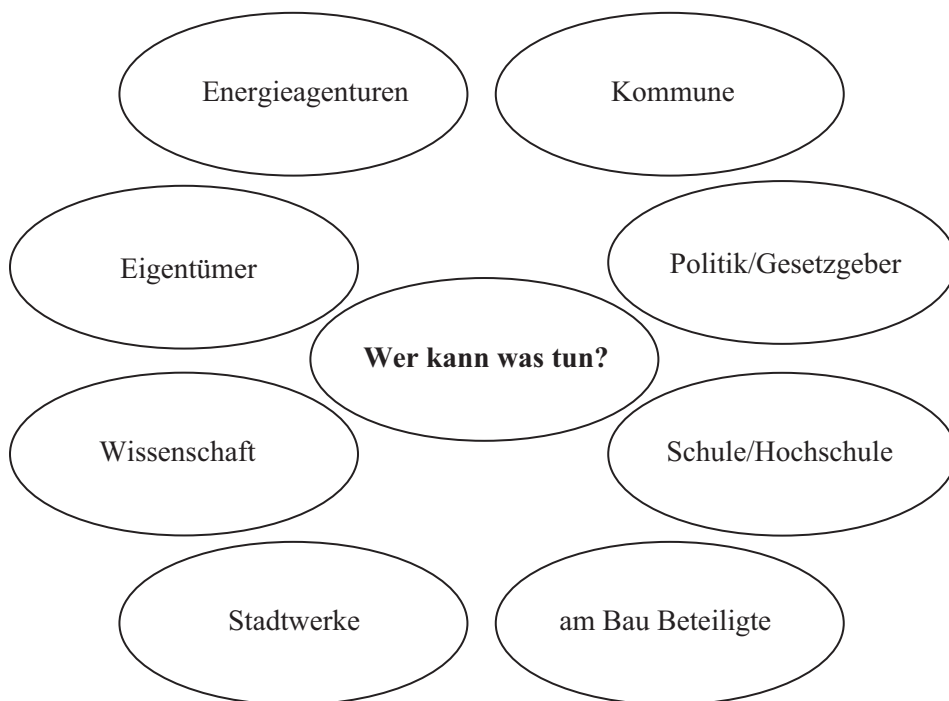 Energieagenturen
Kommune
Eigentümer
Politik/Gesetzgeber
Wer kann was tun?
Wissenschaft
Schule/Hochschule
Stadtwerke
am Bau Beteiligte